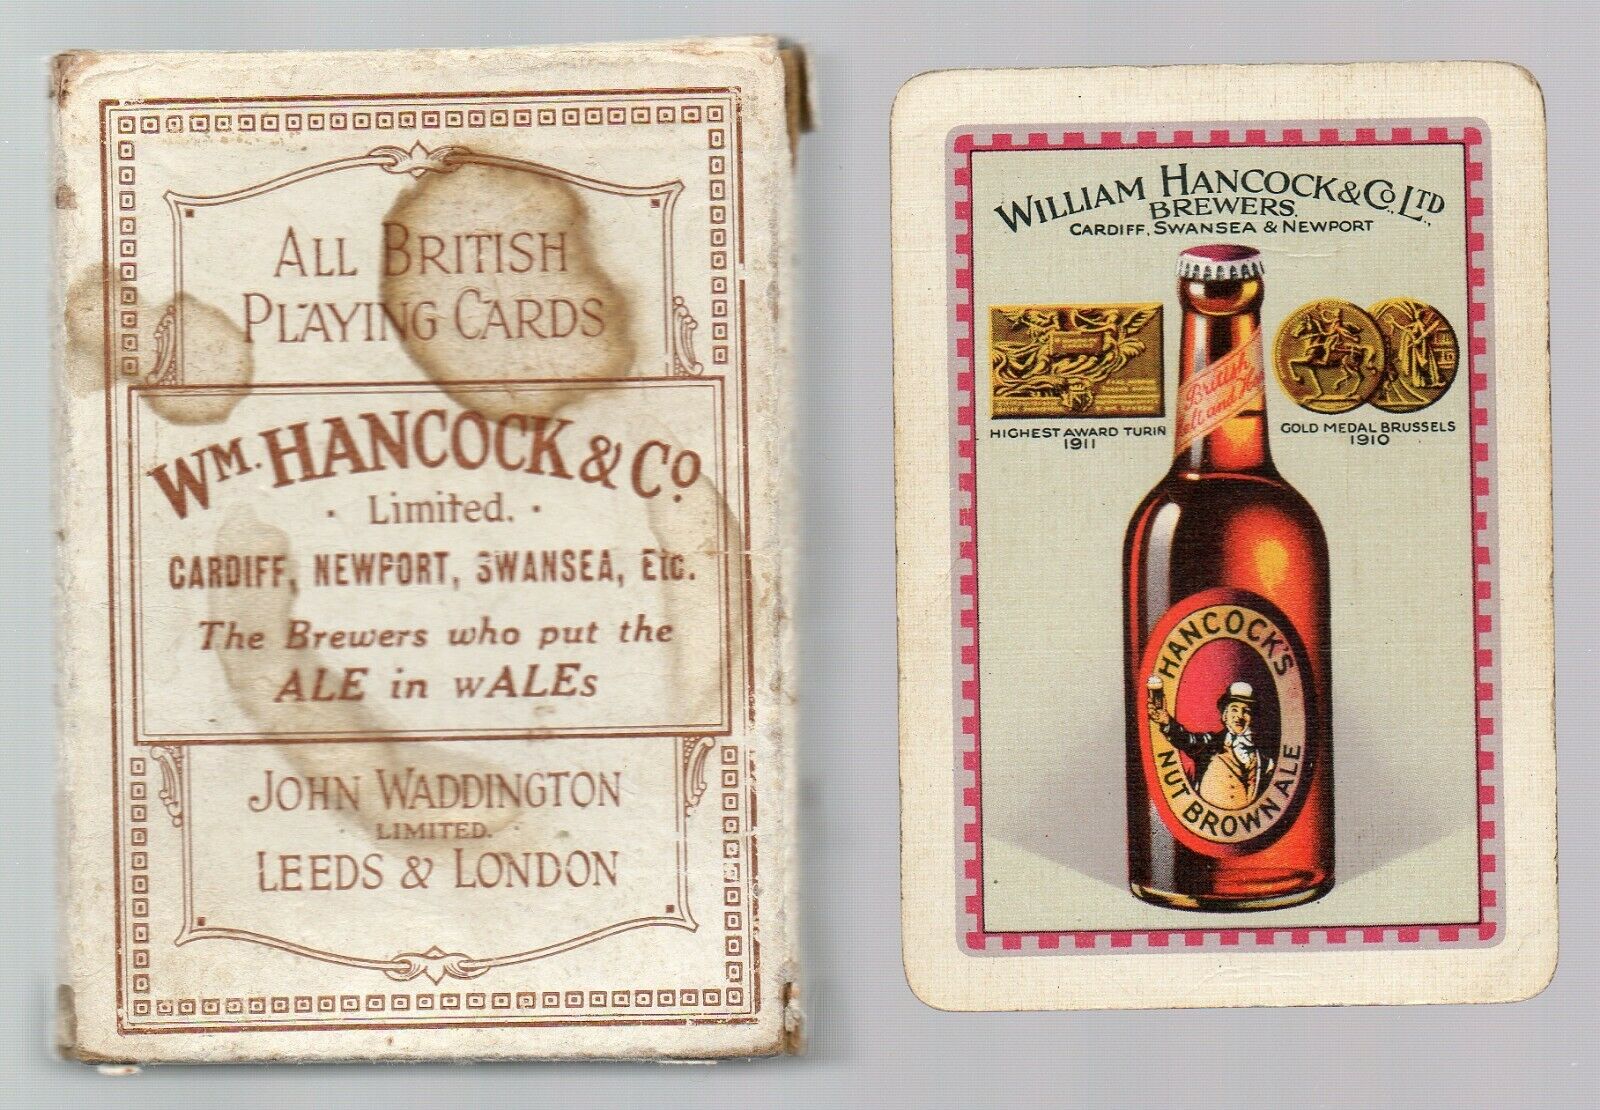 ALL BRITISH
PLAYING CARDS
WM. HANCOCK & Co
· Limited. ·
CARDIFF, NEWPORT, SWANSEA, Etc.
The Brewers who put the
ALE in wALEs
JOHN WADDINGTON
LIMITED.
LEEDS & LONDON
WILLIAM HANCOCK & Co., LTD
BREWERS.
CARDIFF, SWANSEA & NEWPORT
British
and
HIGHEST AWARD TURIN
1911
GOLD MEDAL BRUSSELS
1910
HANCOCK'S
NUT BROWN ALE